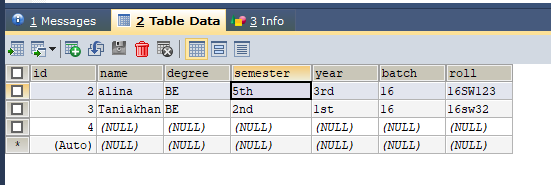 1 Messages 2 Table Data 3 Info
id name degree semester year batch roll
2 alina BE 5th 3rd 16 16SW123
3 Taniakhan BE 2nd 1st 16 16sw32
4 (NULL) (NULL) (NULL) (NULL) (NULL) (NULL)
* (Auto) (NULL) (NULL) (NULL) (NULL) (NULL) (NULL)